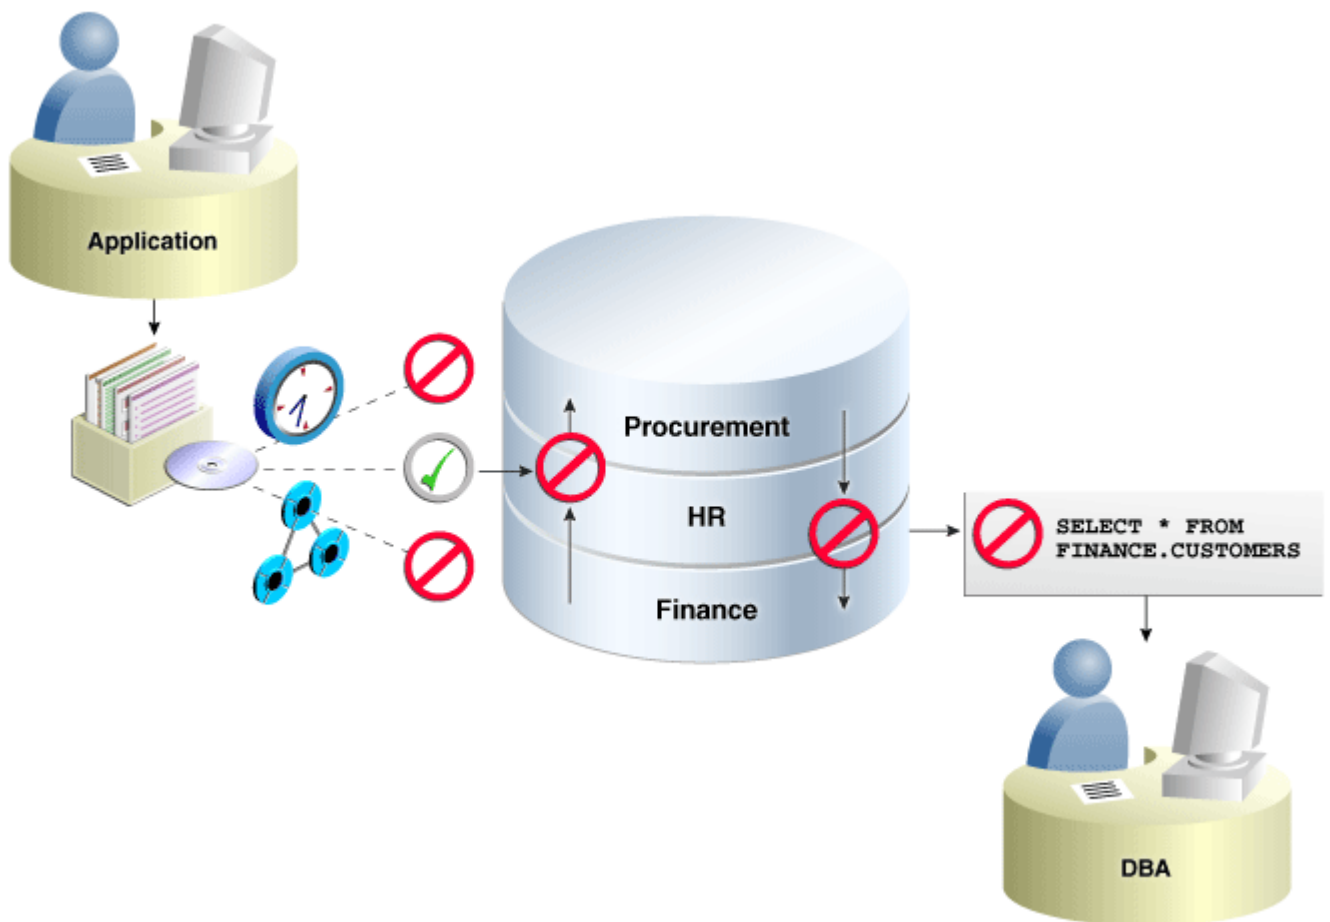 Application
Procurement
HR
Finance
SELECT * FROM
FINANCE.CUSTOMERS
DBA